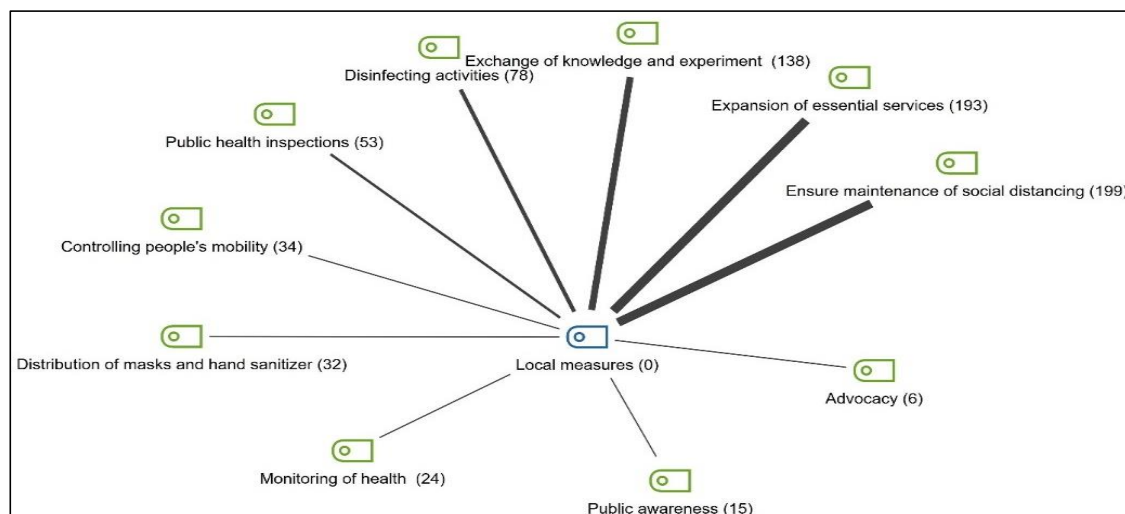 Exchange of knowledge and experiment (138)
Disinfecting activities (78)
Expansion of essential services (193)
Public health inspections (53)
Ensure maintenance of social distancing (199)
Controlling people's mobility (34)
Distribution of masks and hand sanitizer (32)
Local measures (0)
Advocacy (6)
Monitoring of health (24)
Public awareness (15)